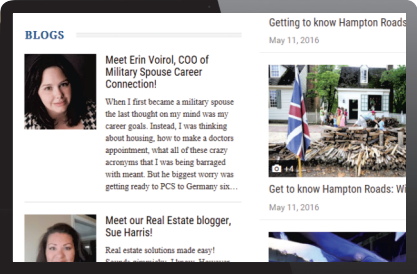 BLOGS
Meet Erin Voirol, COO of
Military Spouse Career
Connection!
When I first became a military spouse
the last thought on my mind was my
career goals. Instead, I was thinking
about housing, how to make a doctors
appointment, what all of these crazy
acronyms that I was being barraged
with meant. But he biggest worry was
getting ready to PCS to Germany six…
Meet our Real Estate blogger,
Sue Harris!
Real estate solutions made easy!
Sounds gimmicky, I know. However,
Getting to know Hampton Roads
May 11, 2016
+4
Get to know Hampton Roads: Wi
May 11, 2016